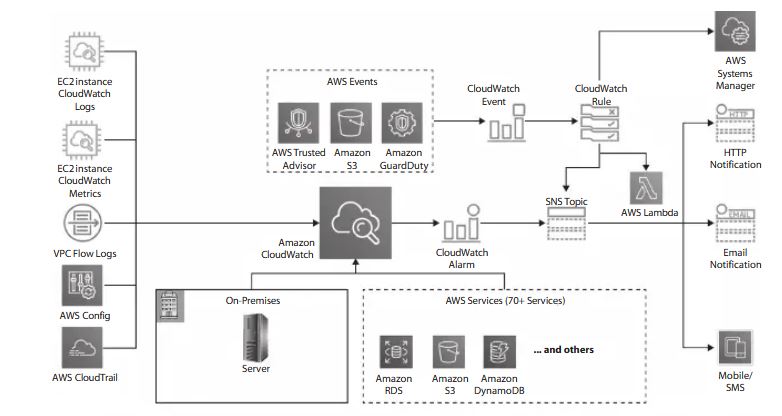 EC2 instance
CloudWatch
Logs
EC2 instance
CloudWatch
Metrics
VPC Flow Logs
AWS Config
AWS CloudTrail
AWS Events
AWS Trusted
Advisor
Amazon
S3
Amazon
GuardDuty
CloudWatch
Event
CloudWatch
Rule
Amazon
CloudWatch
CloudWatch
Alarm
SNS Topic
AWS Lambda
On-Premises
Server
AWS Services (70+ Services)
Amazon
RDS
Amazon
S3
Amazon
DynamoDB
... and others
AWS
Systems
Manager
HTTP
HTTP
Notification
EMAIL
Email
Notification
Mobile/
SMS